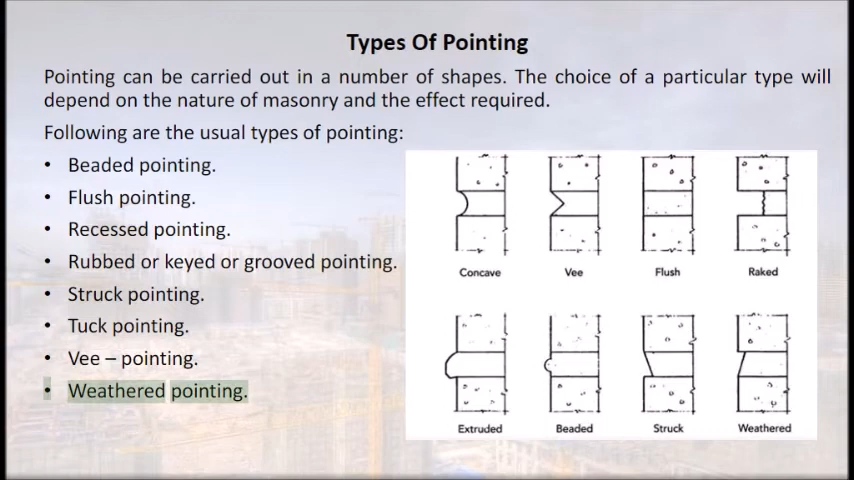 Types Of Pointing
Pointing can be carried out in a number of shapes. The choice of a particular type will
depend on the nature of masonry and the effect required.
Following are the usual types of pointing:
• Beaded pointing.
• Flush pointing.
• Recessed pointing.
• Rubbed or keyed or grooved pointing.
• Struck pointing.
• Tuck pointing.
• Vee – pointing.
• Weathered pointing.
Concave Vee Flush Raked
Extruded Beaded Struck Weathered